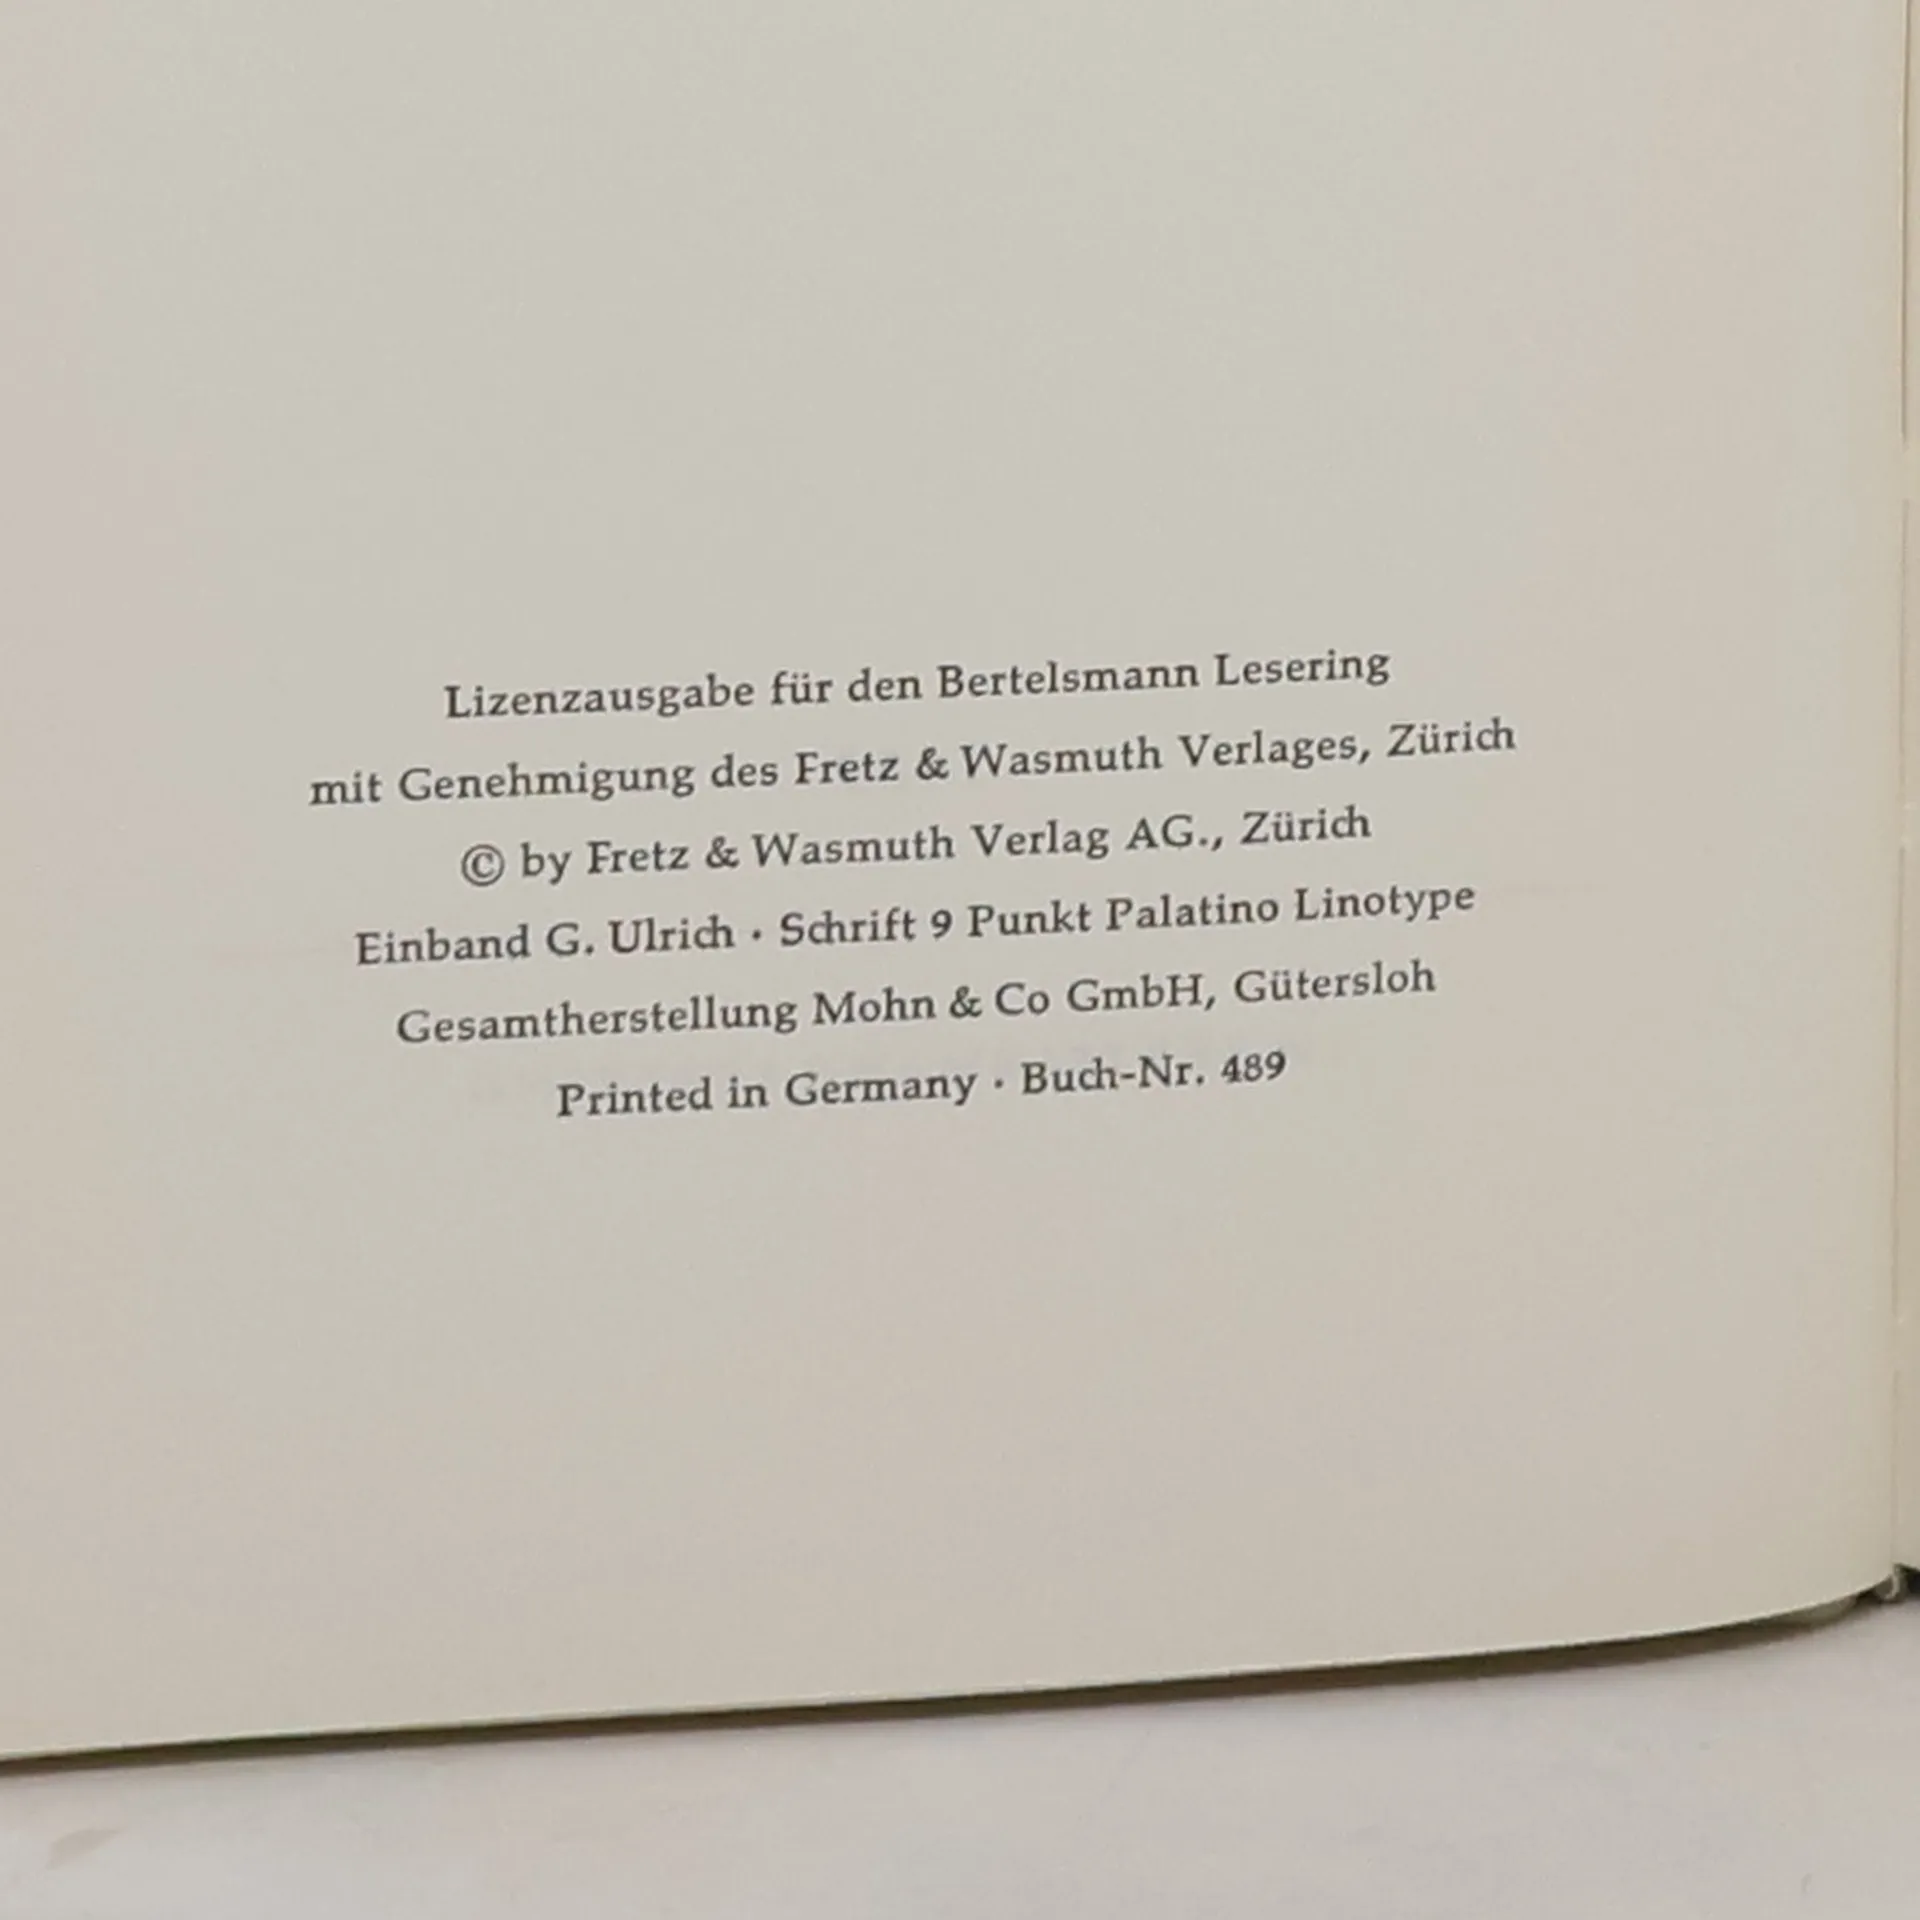 Lizenzausgabe für den Bertelsmann Lesering
mit Genehmigung des Fretz & Wasmuth Verlages, Zürich
© by Fretz & Wasmuth Verlag AG., Zürich
Einband G. Ulrich · Schrift 9 Punkt Palatino Linotype
Gesamtherstellung Mohn & Co GmbH, Gütersloh
Printed in Germany · Buch-Nr. 489